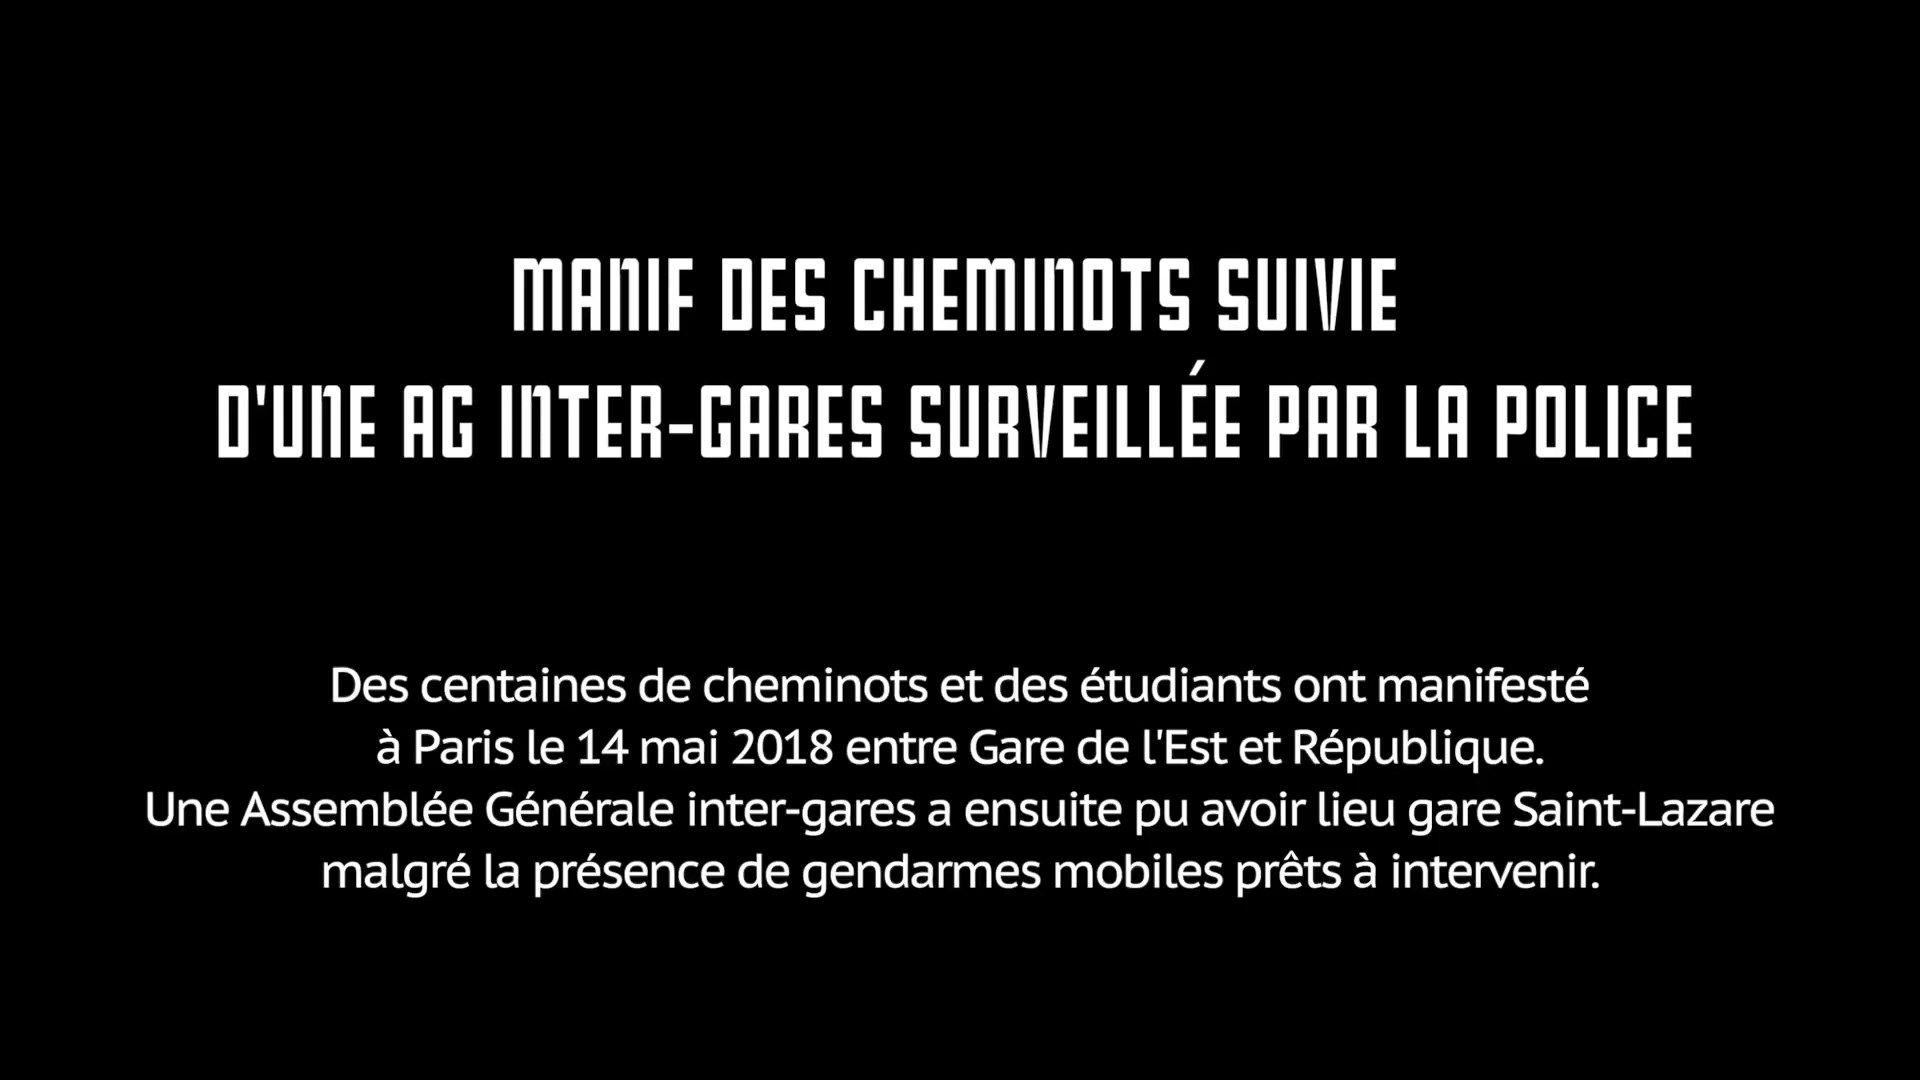 MANIF DES CHEMINOTS SUIVIE
D'UNE AG INTER-GARES SURVEILLÉE PAR LA POLICE
Des centaines de cheminots et des étudiants ont manifesté
à Paris le 14 mai 2018 entre Gare de l'Est et République.
Une Assemblée Générale inter-gares a ensuite pu avoir lieu gare Saint-Lazare
malgré la présence de gendarmes mobiles prêts à intervenir.